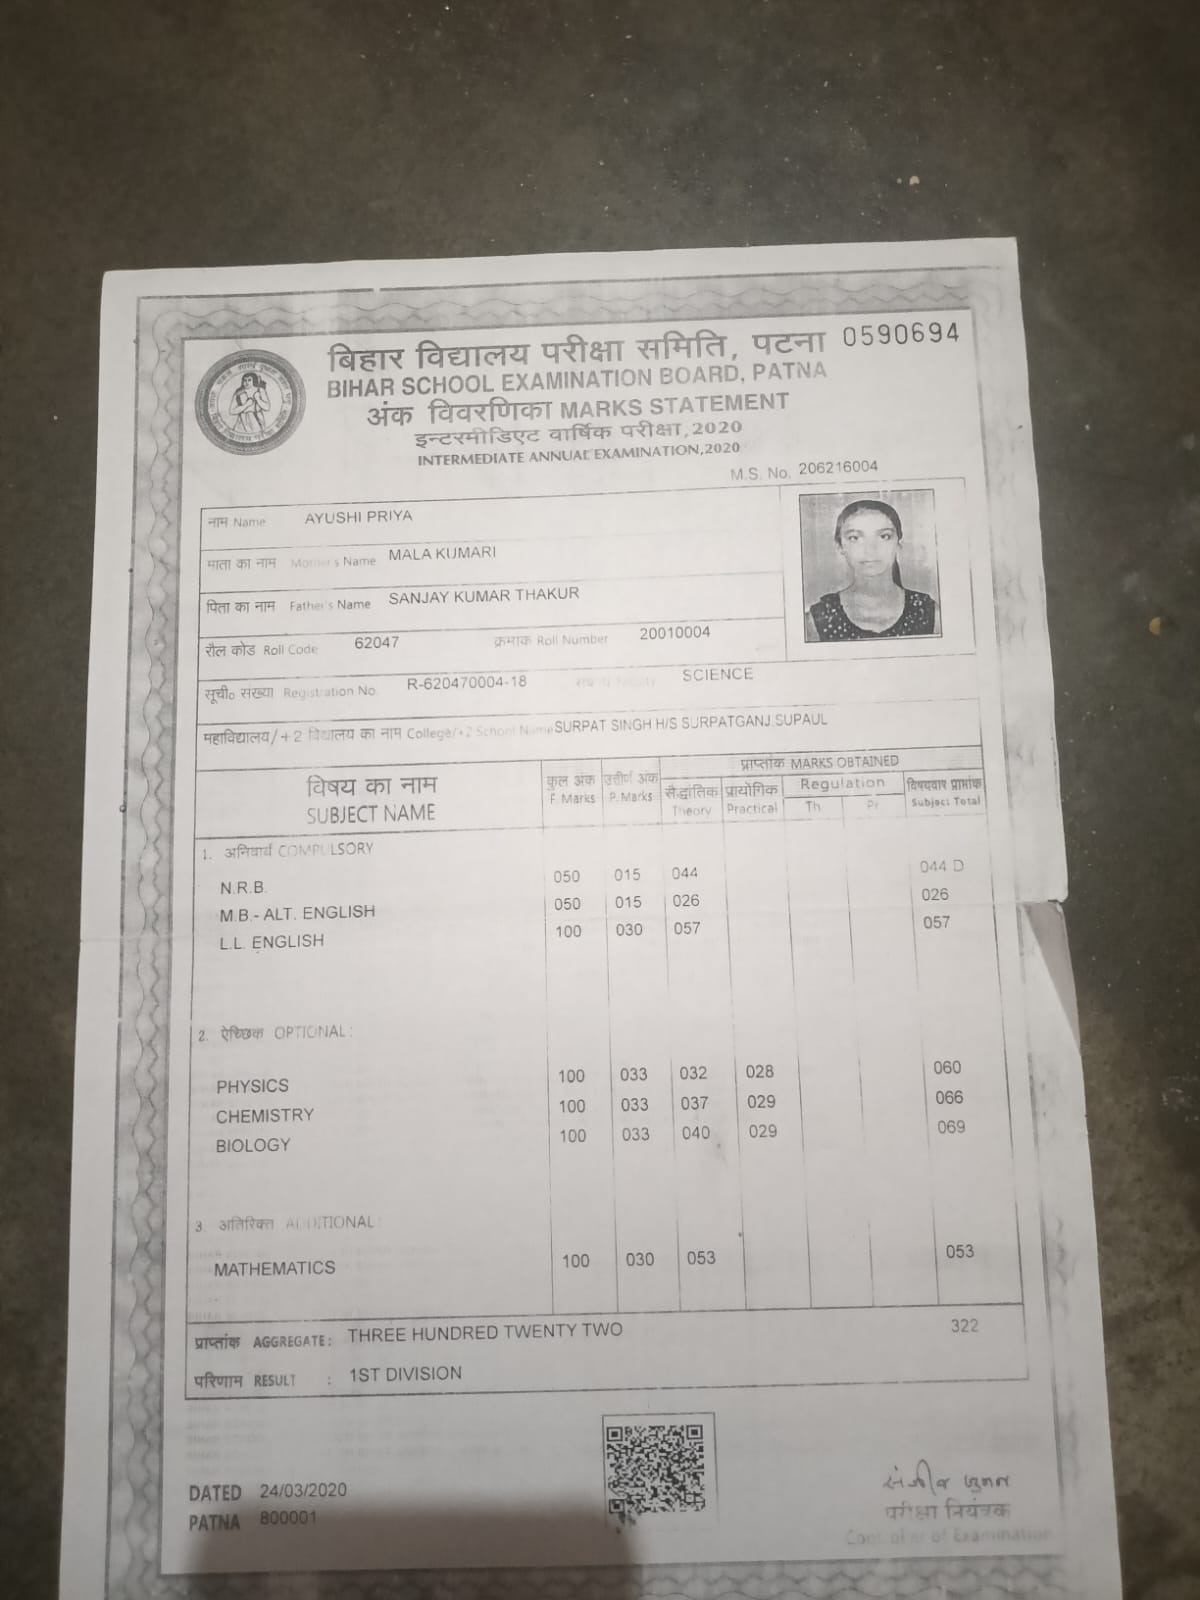 बिहार विद्यालय परीक्षा समिति, पटना 0590694
BIHAR SCHOOL EXAMINATION BOARD, PATNA
अंक विवरणिका MARKS STATEMENT
इन्टरमीडिएट वार्षिक परीक्षा, 2020
INTERMEDIATE ANNUAL EXAMINATION,2020
M.S. No. 206216004
नाम Name AYUSHI PRIYA
माता का नाम Mother's Name MALA KUMARI
पिता का नाम Father's Name SANJAY KUMAR THAKUR
रौल कोड Roll Code 62047 क्रमांक Roll Number 20010004
सूची० संख्या Registration No. R-620470004-18 संकाय Faculty SCIENCE
महाविद्यालय/+2 विद्यालय का नाम College/+2 School Name SURPAT SINGH H/S SURPATGANJ SUPAUL
विषय का नाम कुल अंक उत्तीर्ण अंक प्राप्तांक MARKS OBTAINED
SUBJECT NAME F. Marks P. Marks सैद्धांतिक प्रायोगिक Regulation विषयवार प्राप्तांक
Theory Practical Th Pr Subject Total
1. अनिवार्य COMPULSORY
N.R.B. 050 015 044 044 D
M.B.- ALT. ENGLISH 050 015 026 026
L.L. ENGLISH 100 030 057 057
2. ऐच्छिक OPTIONAL:
PHYSICS 100 033 032 028 060
CHEMISTRY 100 033 037 029 066
BIOLOGY 100 033 040 029 069
3. अतिरिक्त ADDITIONAL:
MATHEMATICS 100 030 053 053
प्राप्तांक AGGREGATE: THREE HUNDRED TWENTY TWO 322
परिणाम RESULT : 1ST DIVISION
DATED 24/03/2020
PATNA 800001
परीक्षा नियंत्रक
Controller of Examination